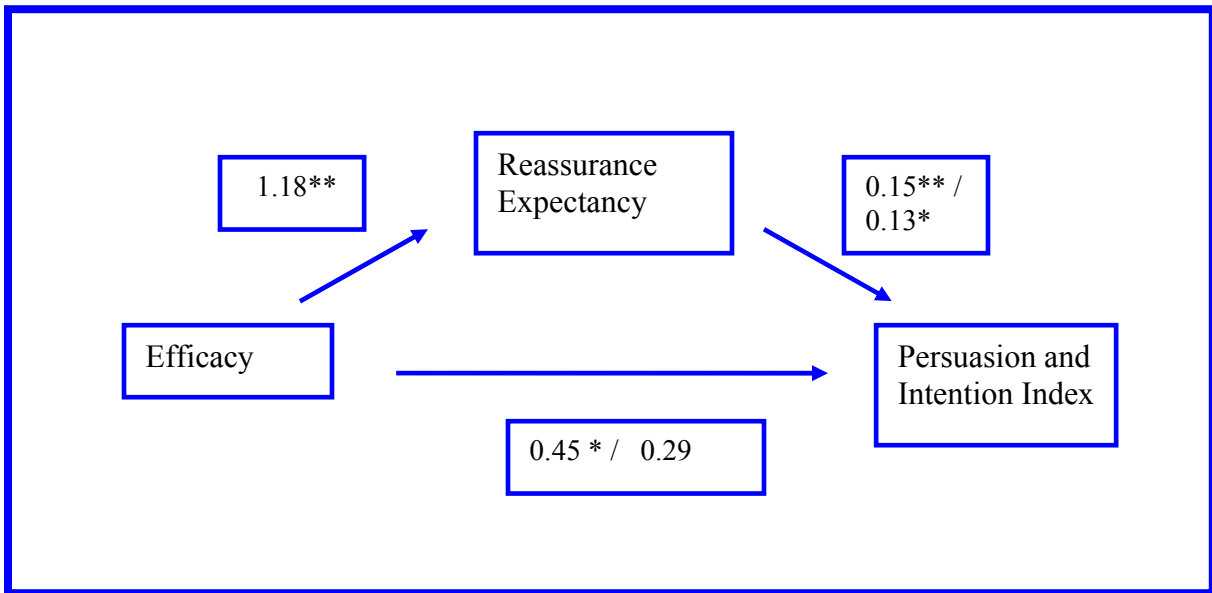 1.18**
Reassurance
Expectancy
0.15** /
0.13*
Efficacy
Persuasion and
Intention Index
0.45 * / 0.29